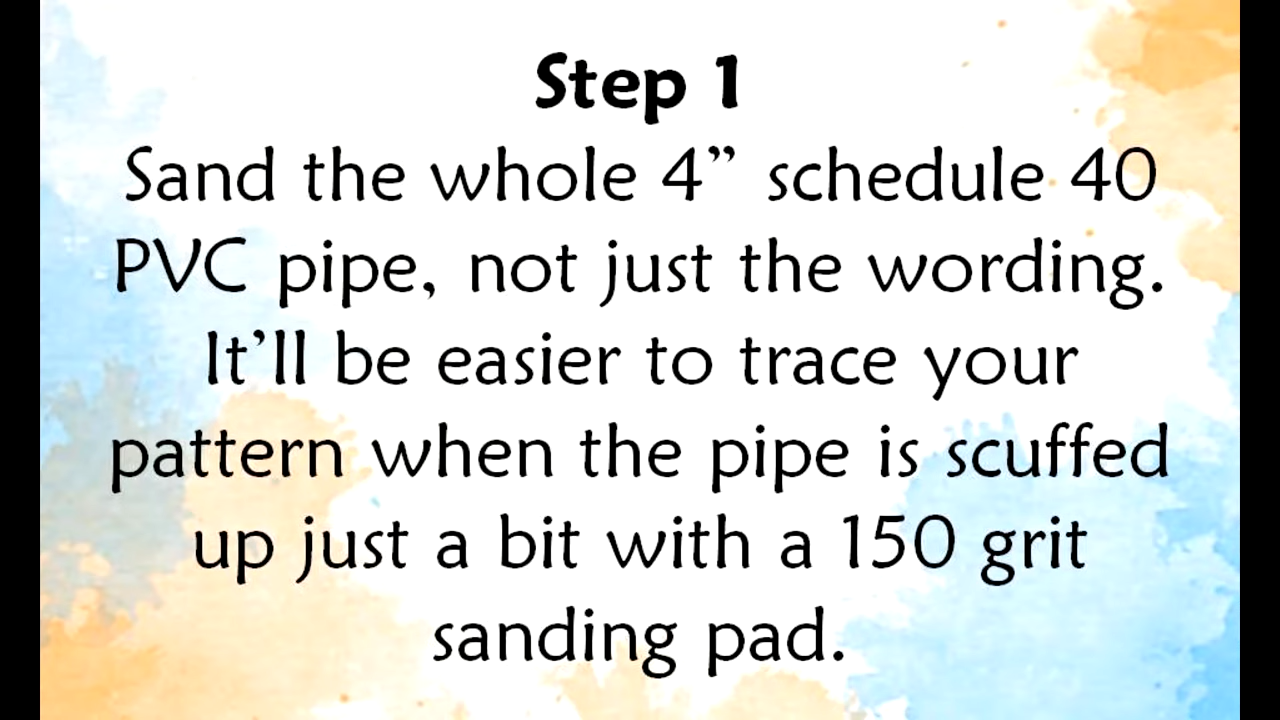 Step 1
Sand the whole 4” schedule 40
PVC pipe, not just the wording.
It’ll be easier to trace your
pattern when the pipe is scuffed
up just a bit with a 150 grit
sanding pad.